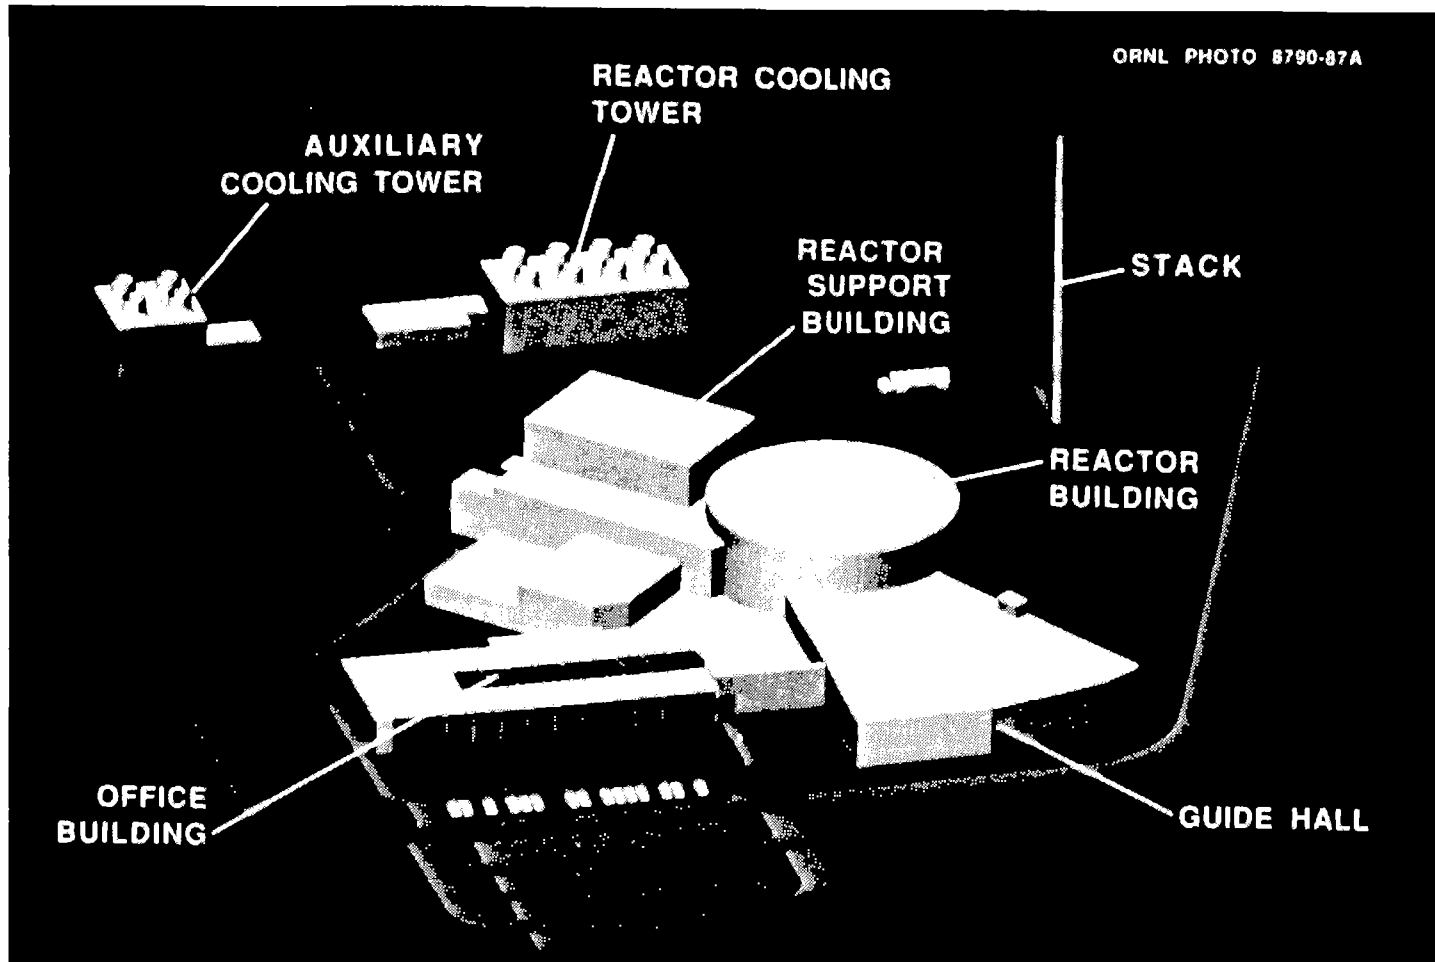 ORNL PHOTO 8790-87A
REACTOR COOLING
TOWER
AUXILIARY
COOLING TOWER
REACTOR
SUPPORT
BUILDING
STACK
REACTOR
BUILDING
OFFICE
BUILDING
GUIDE HALL